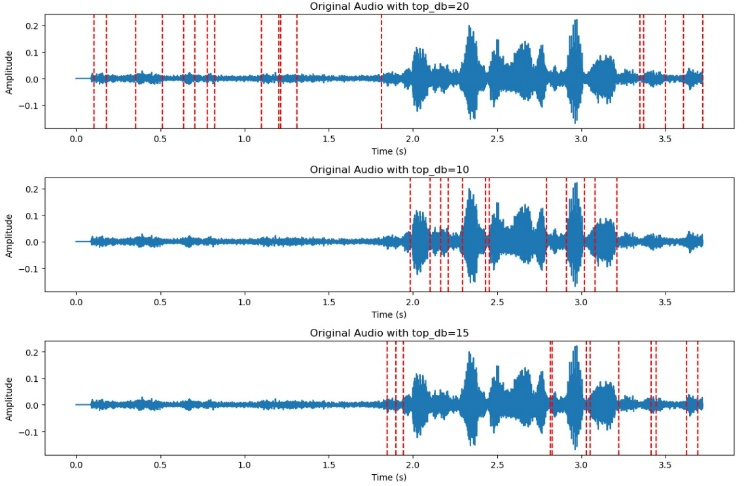 Original Audio with top_db=20
Amplitude
0.2
0.1
0.0
−0.1
0.0 0.5 1.0 1.5 2.0 2.5 3.0 3.5
Time (s)
Original Audio with top_db=10
Amplitude
0.2
0.1
0.0
−0.1
0.0 0.5 1.0 1.5 2.0 2.5 3.0 3.5
Time (s)
Original Audio with top_db=15
Amplitude
0.2
0.1
0.0
−0.1
0.0 0.5 1.0 1.5 2.0 2.5 3.0 3.5
Time (s)